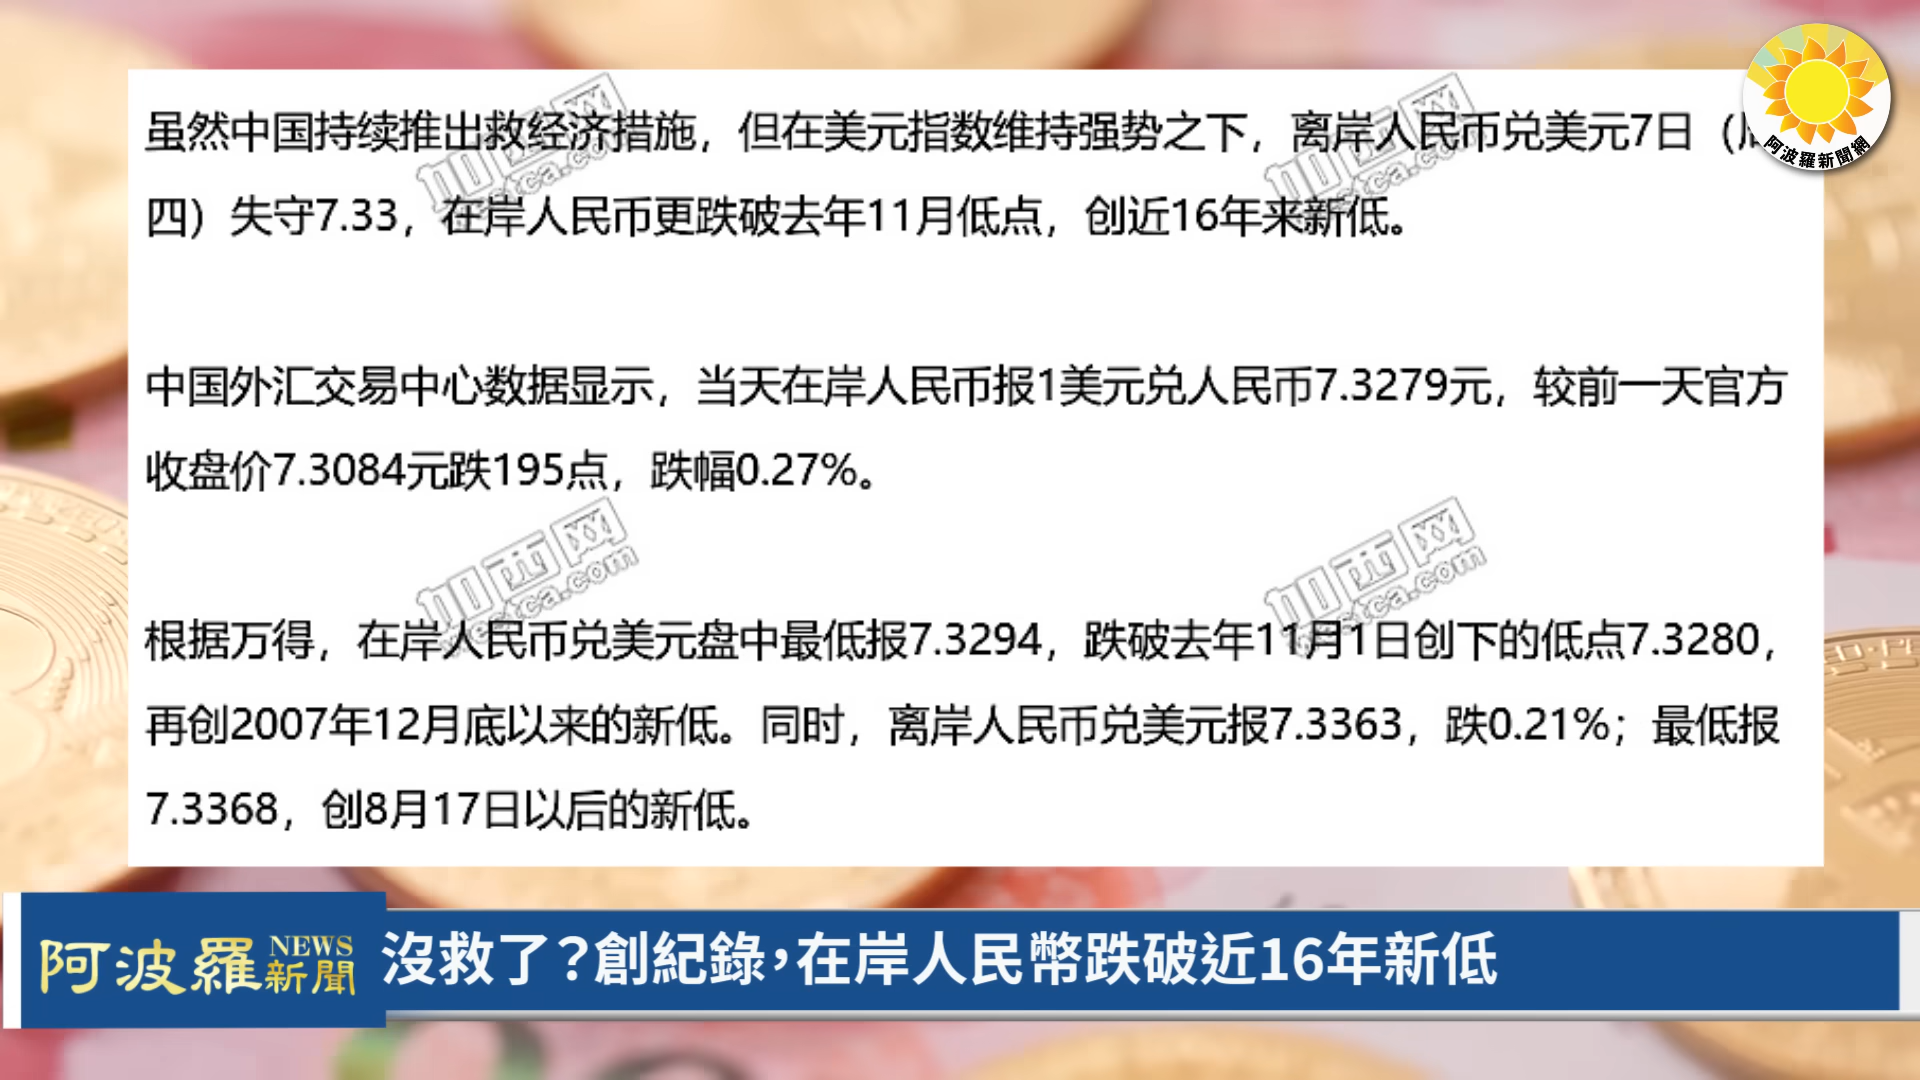 虽然中国持续推出救经济措施，但在美元指数维持强势之下，离岸人民币兑美元7日（
四）失守7.33，在岸人民币更跌破去年11月低点，创近16年来新低。
中国外汇交易中心数据显示，当天在岸人民币报1美元兑人民币7.3279元，较前一天官方
收盘价7.3084元跌195点，跌幅0.27%。
根据万得，在岸人民币兑美元盘中最低报7.3294，跌破去年11月1日创下的低点7.3280，
再创2007年12月底以来的新低。同时，离岸人民币兑美元报7.3363，跌0.21%；最低报
7.3368，创8月17日以后的新低。
阿波羅新聞網
加西网
加西网
加西网
加西网
阿波羅 NEWS 新聞
沒救了？創紀錄，在岸人民幣跌破近16年新低